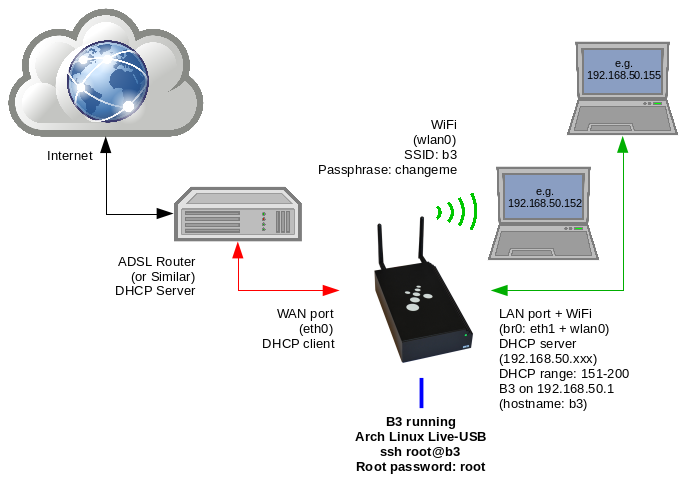 e.g.
192.168.50.155
WiFi
(wlan0)
SSID: b3
Passphrase: changeme
Internet
e.g.
192.168.50.152
ADSL Router
(or Similar)
DHCP Server
WAN port
(eth0)
DHCP client
LAN port + WiFi
(br0: eth1 + wlan0)
DHCP server
(192.168.50.xxx)
DHCP range: 151-200
B3 on 192.168.50.1
(hostname: b3)
B3 running
Arch Linux Live-USB
ssh root@b3
Root password: root